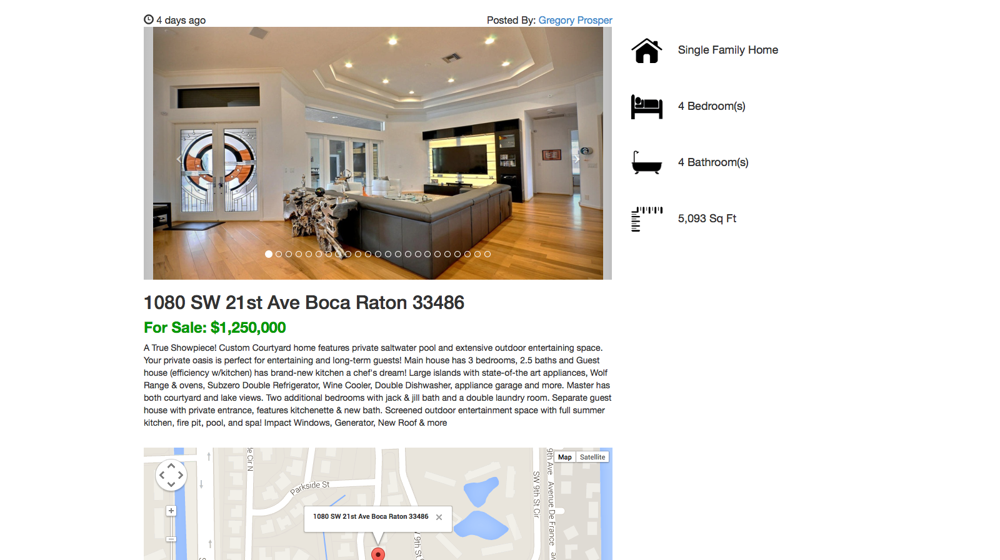 4 days ago
Posted By: Gregory Prosper
Single Family Home
4 Bedroom(s)
4 Bathroom(s)
5,093 Sq Ft
1080 SW 21st Ave Boca Raton 33486
For Sale: $1,250,000
A True Showpiece! Custom Courtyard home features private saltwater pool and extensive outdoor entertaining space.
Your private oasis is perfect for entertaining and long-term guests! Main house has 3 bedrooms, 2.5 baths and Guest
house (efficiency w/kitchen) has brand-new kitchen a chef's dream! Large islands with state-of-the art appliances, Wolf
Range & ovens, Subzero Double Refrigerator, Wine Cooler, Double Dishwasher, appliance garage and more. Master has
both courtyard and lake views. Two additional bedrooms with jack & jill bath and a double laundry room. Separate guest
house with private entrance, features kitchenette & new bath. Screened outdoor entertainment space with full summer
kitchen, fire pit, pool, and spa! Impact Windows, Generator, New Roof & more
Map
Satellite
Cir N
Parkside St
9th Ave
Avenue De France
SW 9th St Cir
1080 SW 21st Ave Boca Raton 33486
9th St